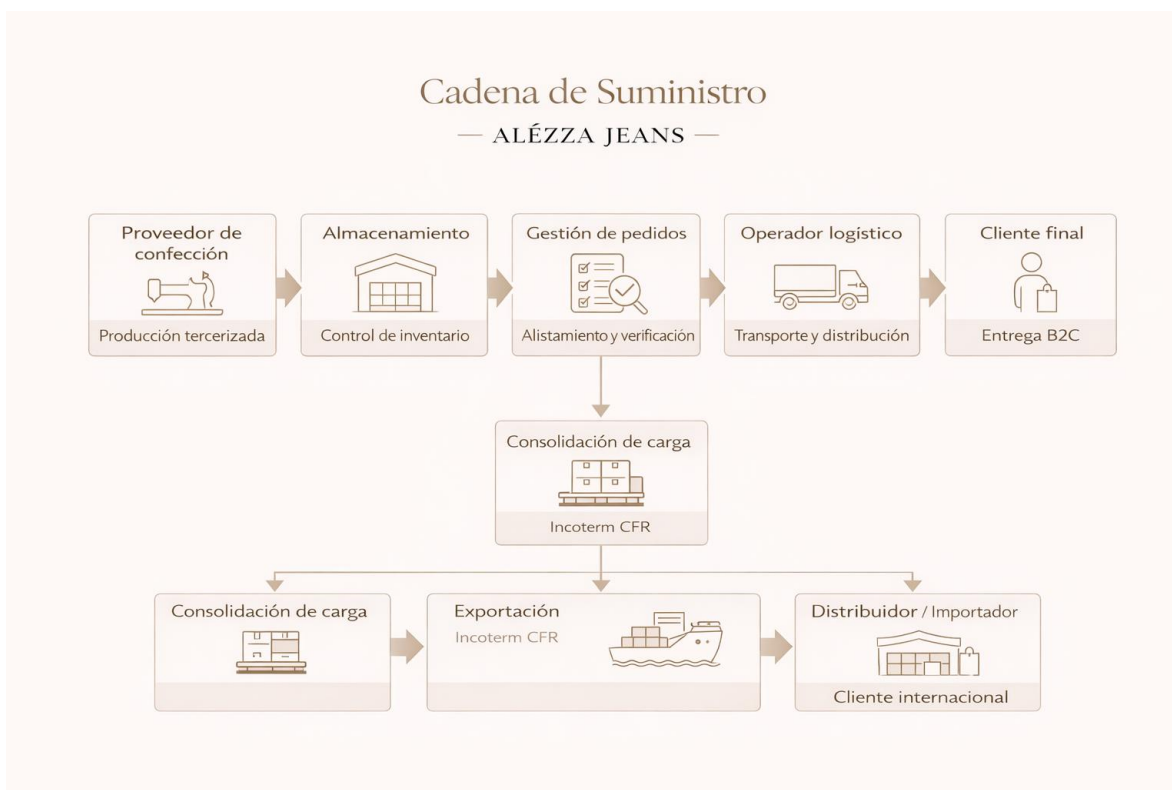 Cadena de Suministro
— ALÉZZA JEANS —
Proveedor de
confección
Producción tercerizada
Almacenamiento
Control de inventario
Gestión de pedidos
Alistamiento y verificación
Operador logístico
Transporte y distribución
Cliente final
Entrega B2C
Consolidación de carga
Incoterm CFR
Consolidación de carga
Exportación
Incoterm CFR
Distribuidor / Importador
Cliente internacional